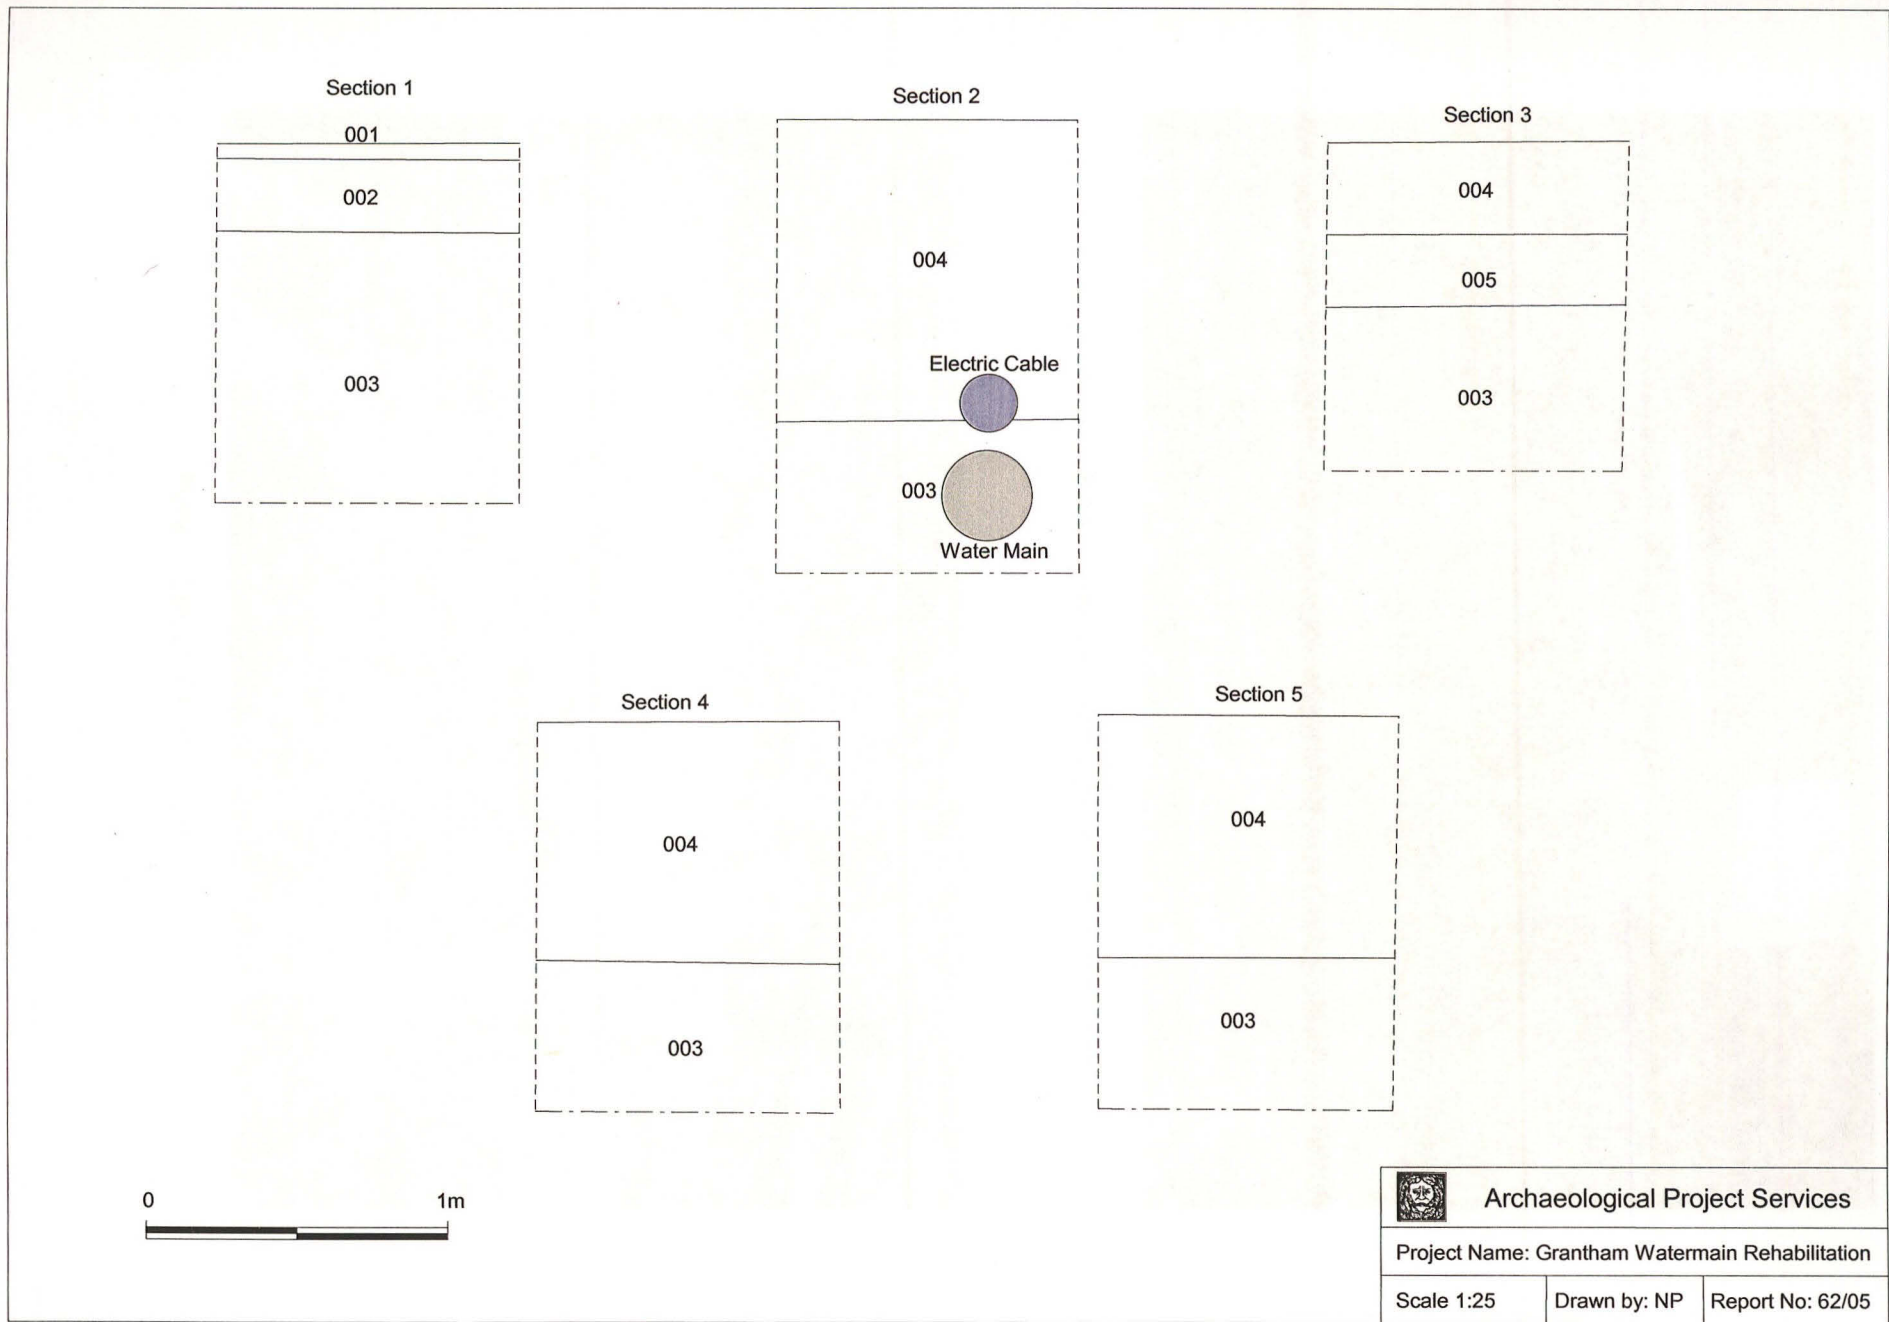 Section 1
001
002
003
Section 2
004
Electric Cable
003
Water Main
Section 3
004
005
003
Section 4
004
003
Section 5
004
003
0 1m
Archaeological Project Services
Project Name: Grantham Watermain Rehabilitation
Scale 1:25 Drawn by: NP Report No: 62/05